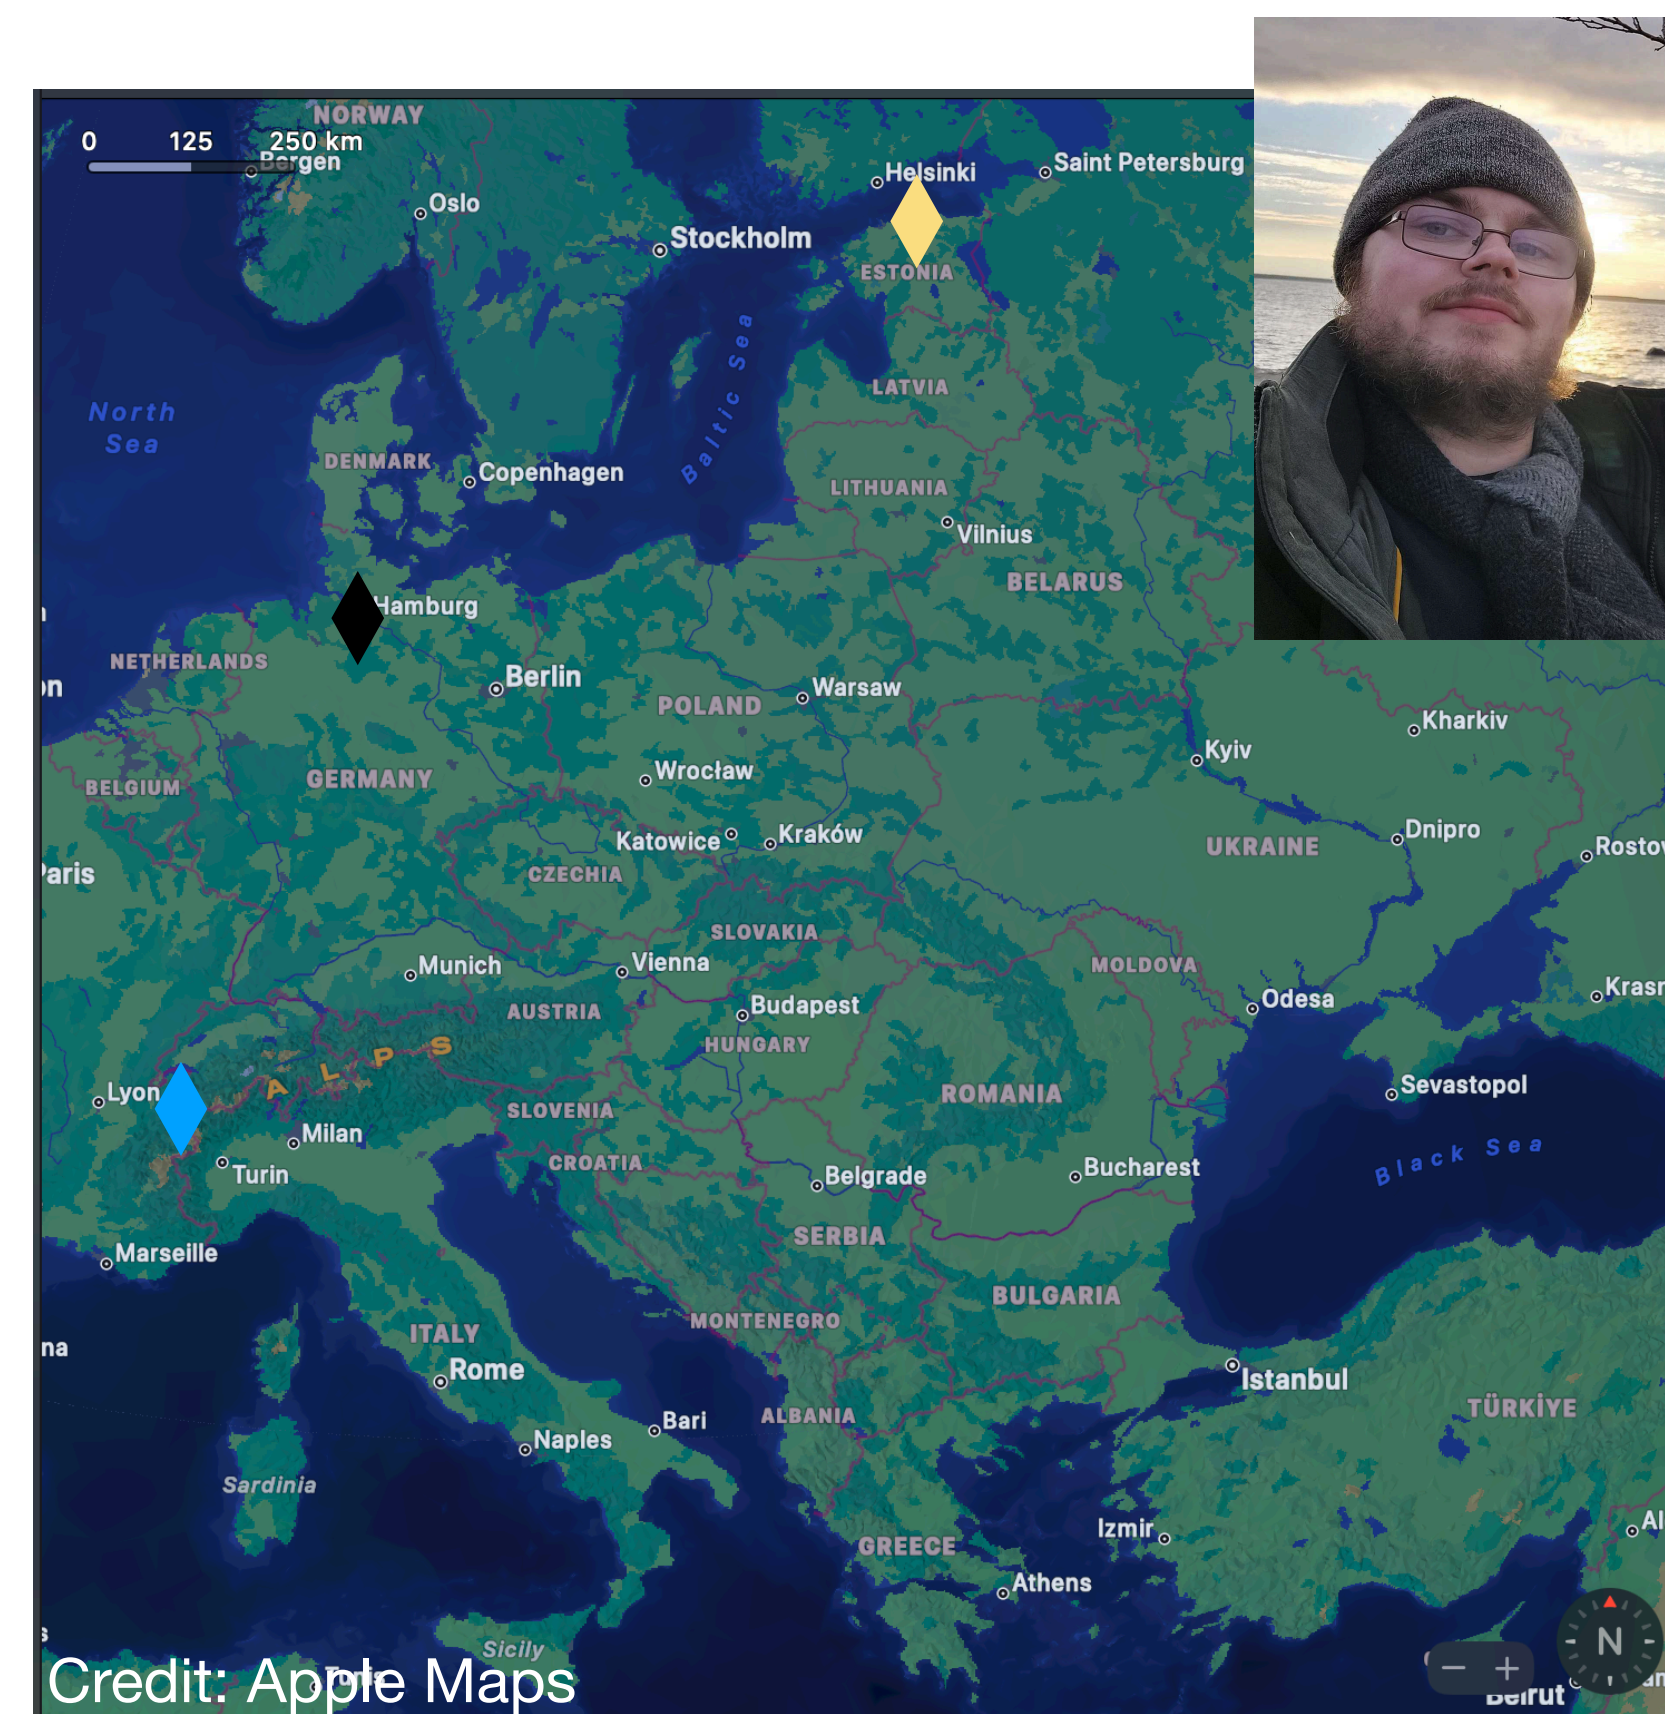 NORWAY
0 125 250 km
Bergen
Helsinki
Saint Petersburg
Oslo
Stockholm
ESTONIA
North
Sea
Baltic Sea
LATVIA
DENMARK
Copenhagen
LITHUANIA
Vilnius
BELARUS
Hamburg
NETHERLANDS
Berlin
on
POLAND
Warsaw
Kharkiv
Kyiv
GERMANY
Wrocław
BELGIUM
Katowice
Kraków
Dnipro
UKRAINE
Rostov
Paris
CZECHIA
SLOVAKIA
Munich
Vienna
MOLDOVA
Krasn
Odesa
AUSTRIA
Budapest
HUNGARY
ALPS
Lyon
ROMANIA
Sevastopol
SLOVENIA
Milan
Turin
CROATIA
Black Sea
Belgrade
Bucharest
SERBIA
Marseille
BULGARIA
MONTENEGRO
ITALY
na
Rome
Istanbul
TÜRKİYE
ALBANIA
Bari
Naples
Sardinia
Izmir
Al
GREECE
Athens
N
Sicily
− +
Credit: Apple Maps
Tunis
Beirut